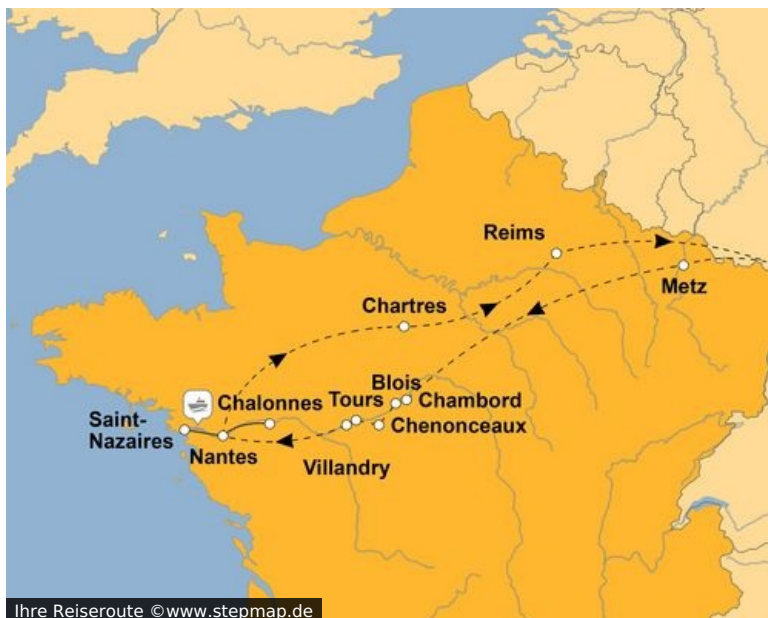 Reims
Metz
Chartres
Blois
Tours
Chambord
Chalonnes
Chenonceaux
Saint-
Nazaires
Nantes
Villandry
Ihre Reiseroute ©www.stepmap.de